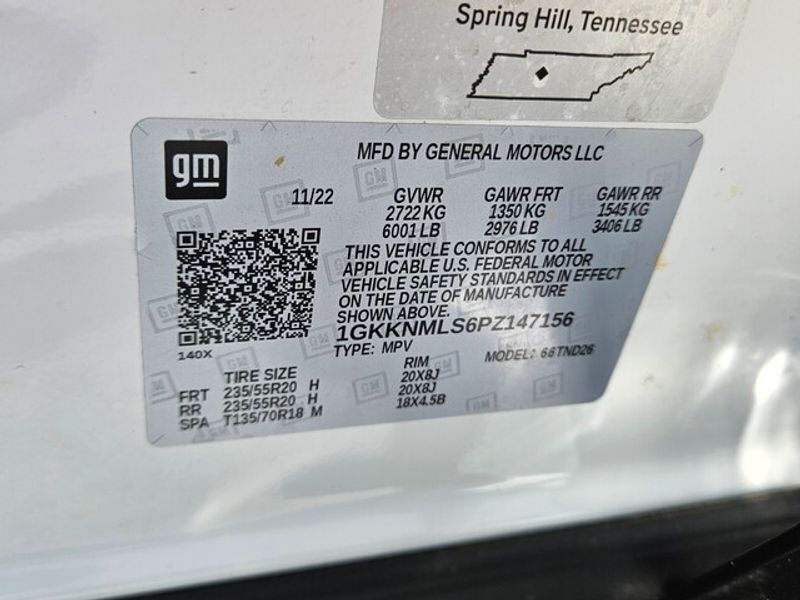 Spring Hill, Tennessee
gm
MFD BY GENERAL MOTORS LLC
11/22 GVWR GAWR FRT GAWR RR
2722 KG 1350 KG 1545 KG
6001 LB 2976 LB 3406 LB
THIS VEHICLE CONFORMS TO ALL
APPLICABLE U.S. FEDERAL MOTOR
VEHICLE SAFETY STANDARDS IN EFFECT
ON THE DATE OF MANUFACTURE
SHOWN ABOVE.
1GKKNMLS6PZ147156
140X
TYPE: MPV MODEL: 66TND26
TIRE SIZE RIM
FRT 235/55R20 H 20X8J
RR 235/55R20 H 20X8J
SPA T135/70R18 M 18X4.5B